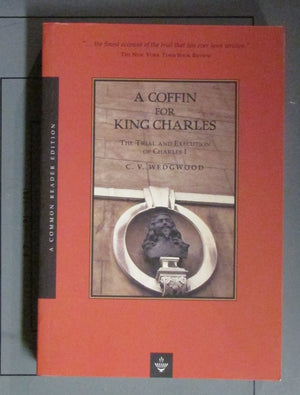 "... the finest account of the trial that has ever been written."
THE NEW YORK TIMES BOOK REVIEW
A COFFIN
FOR
KING CHARLES
THE TRIAL AND EXECUTION
OF CHARLES I
C. V. WEDGWOOD
A COMMON READER EDITION